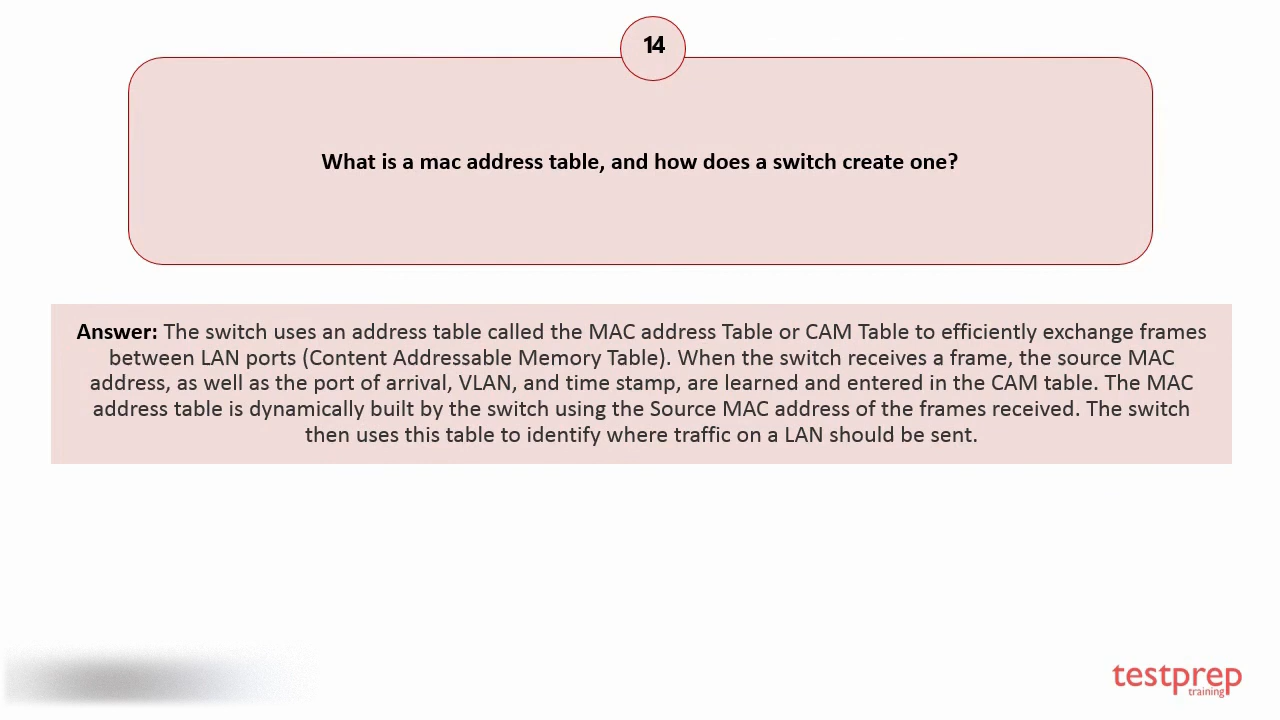 14
What is a mac address table, and how does a switch create one?
Answer: The switch uses an address table called the MAC address Table or CAM Table to efficiently exchange frames
between LAN ports (Content Addressable Memory Table). When the switch receives a frame, the source MAC
address, as well as the port of arrival, VLAN, and time stamp, are learned and entered in the CAM table. The MAC
address table is dynamically built by the switch using the Source MAC address of the frames received. The switch
then uses this table to identify where traffic on a LAN should be sent.
testprep
training